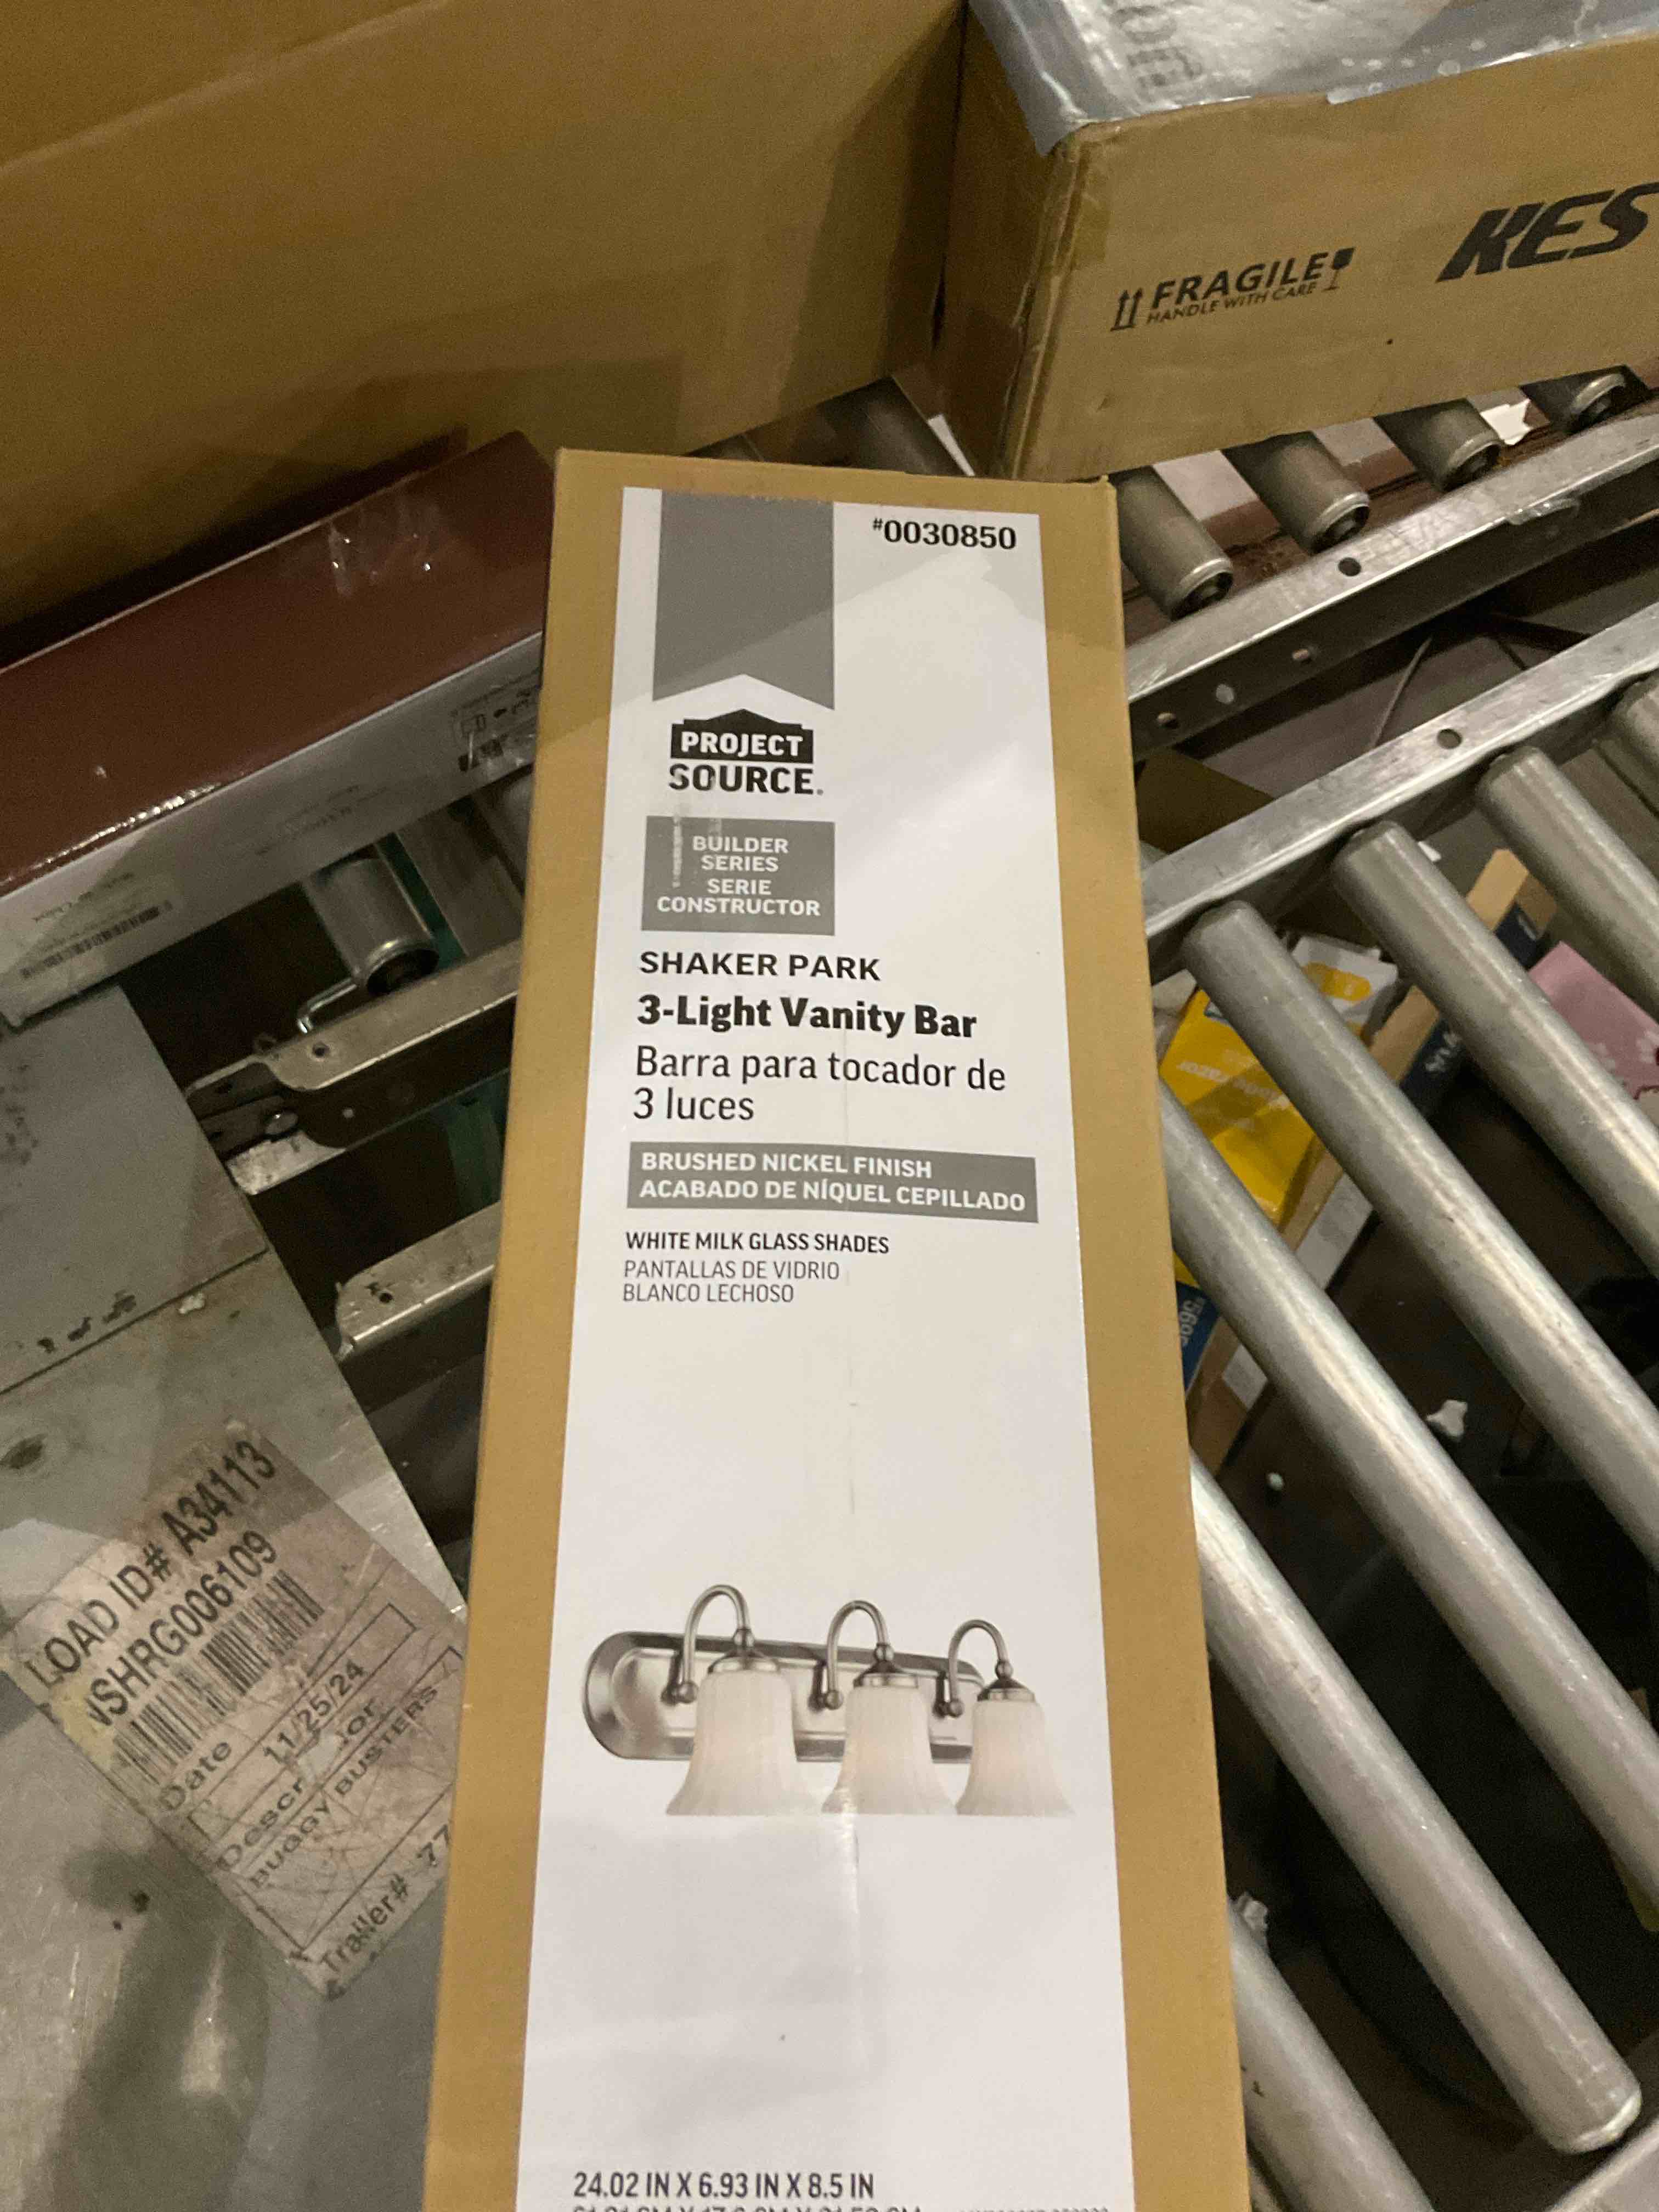 FRAGILE
HANDLE WITH CARE
KES
#0030850
PROJECT
SOURCE.
BUILDER
SERIES
SERIE
CONSTRUCTOR
SHAKER PARK
3-Light Vanity Bar
Barra para tocador de
3 luces
BRUSHED NICKEL FINISH
ACABADO DE NÍQUEL CEPILLADO
WHITE MILK GLASS SHADES
PANTALLAS DE VIDRIO
BLANCO LECHOSO
LOAD ID# A34113
VSHRG006109
Date 11/25/24
Descr
BUGGY BUSTERS
Trailer# 77
24.02 IN X 6.93 IN X 8.5 IN